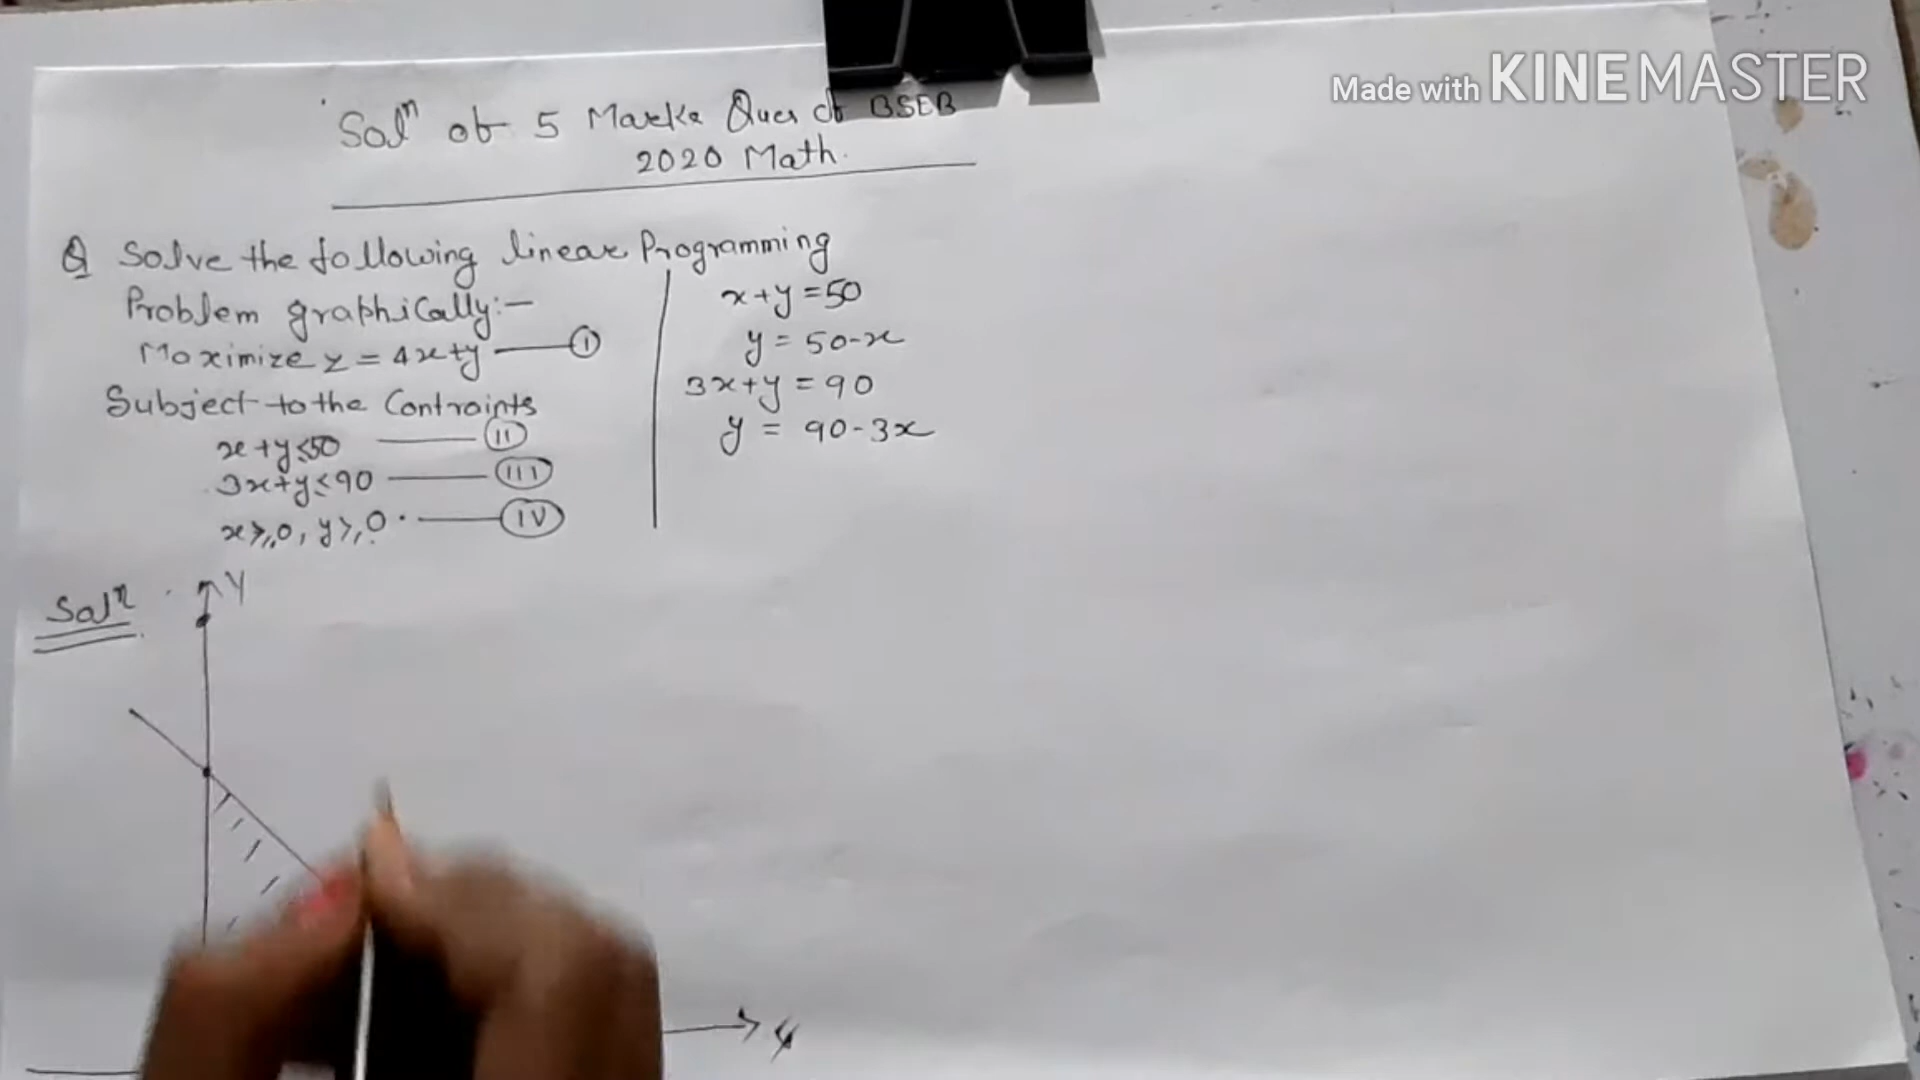 Made with KINEMASTER
Solⁿ of 5 Marks Ques of BSEB
2020 Math.
Q Solve the following linear Programming
Problem graphically:-
Maximize z = 4x+y — (I)
Subject to the Contraints
x+y≤50 — (II)
3x+y≤90 — (III)
x≥0, y≥0. — (IV)
x+y=50
y = 50-x
3x+y = 90
y = 90-3x
Solⁿ
Y